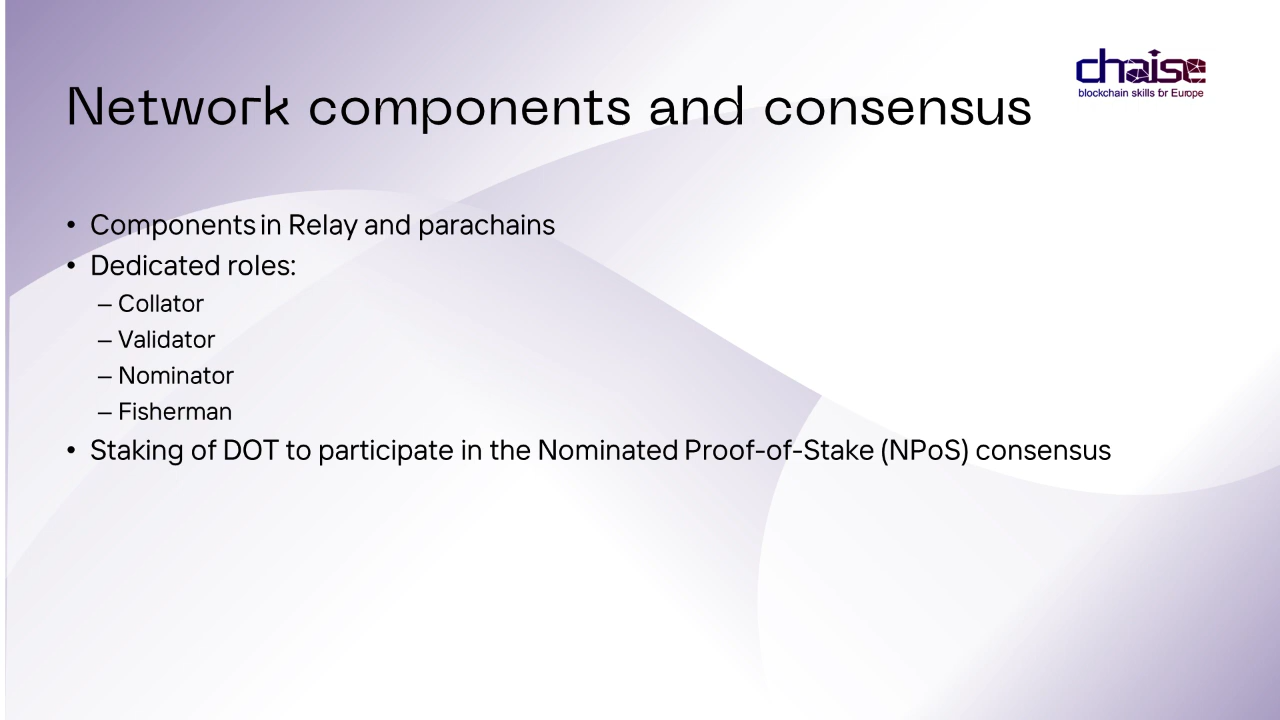 chaise
blockchain skills for Europe
Network components and consensus
• Components in Relay and parachains
• Dedicated roles:
– Collator
– Validator
– Nominator
– Fisherman
• Staking of DOT to participate in the Nominated Proof-of-Stake (NPoS) consensus